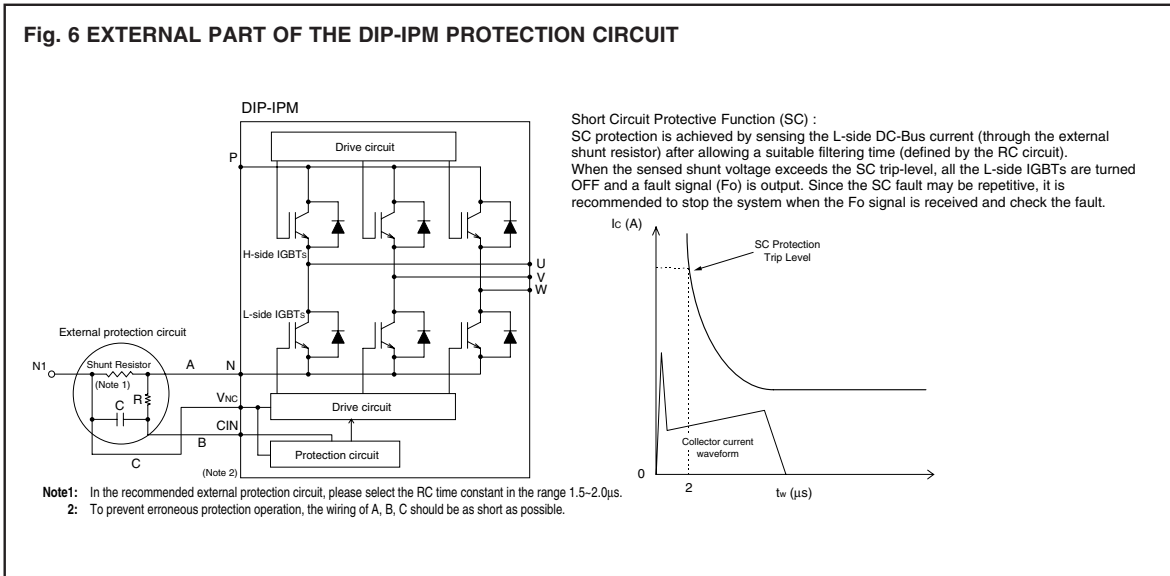 Fig. 6 EXTERNAL PART OF THE DIP-IPM PROTECTION CIRCUIT
DIP-IPM
Drive circuit
P
H-side IGBTs
U
V
W
L-side IGBTs
External protection circuit
N1
Shunt Resistor
(Note 1)
A
N
R
C
VNC
Drive circuit
CIN
B
C
Protection circuit
(Note 2)
Short Circuit Protective Function (SC) :
SC protection is achieved by sensing the L-side DC-Bus current (through the external
shunt resistor) after allowing a suitable filtering time (defined by the RC circuit).
When the sensed shunt voltage exceeds the SC trip-level, all the L-side IGBTs are turned
OFF and a fault signal (Fo) is output. Since the SC fault may be repetitive, it is
recommended to stop the system when the Fo signal is received and check the fault.
IC (A)
SC Protection
Trip Level
Collector current
waveform
0
2
tw (μs)
Note1: In the recommended external protection circuit, please select the RC time constant in the range 1.5~2.0μs.
2: To prevent erroneous protection operation, the wiring of A, B, C should be as short as possible.